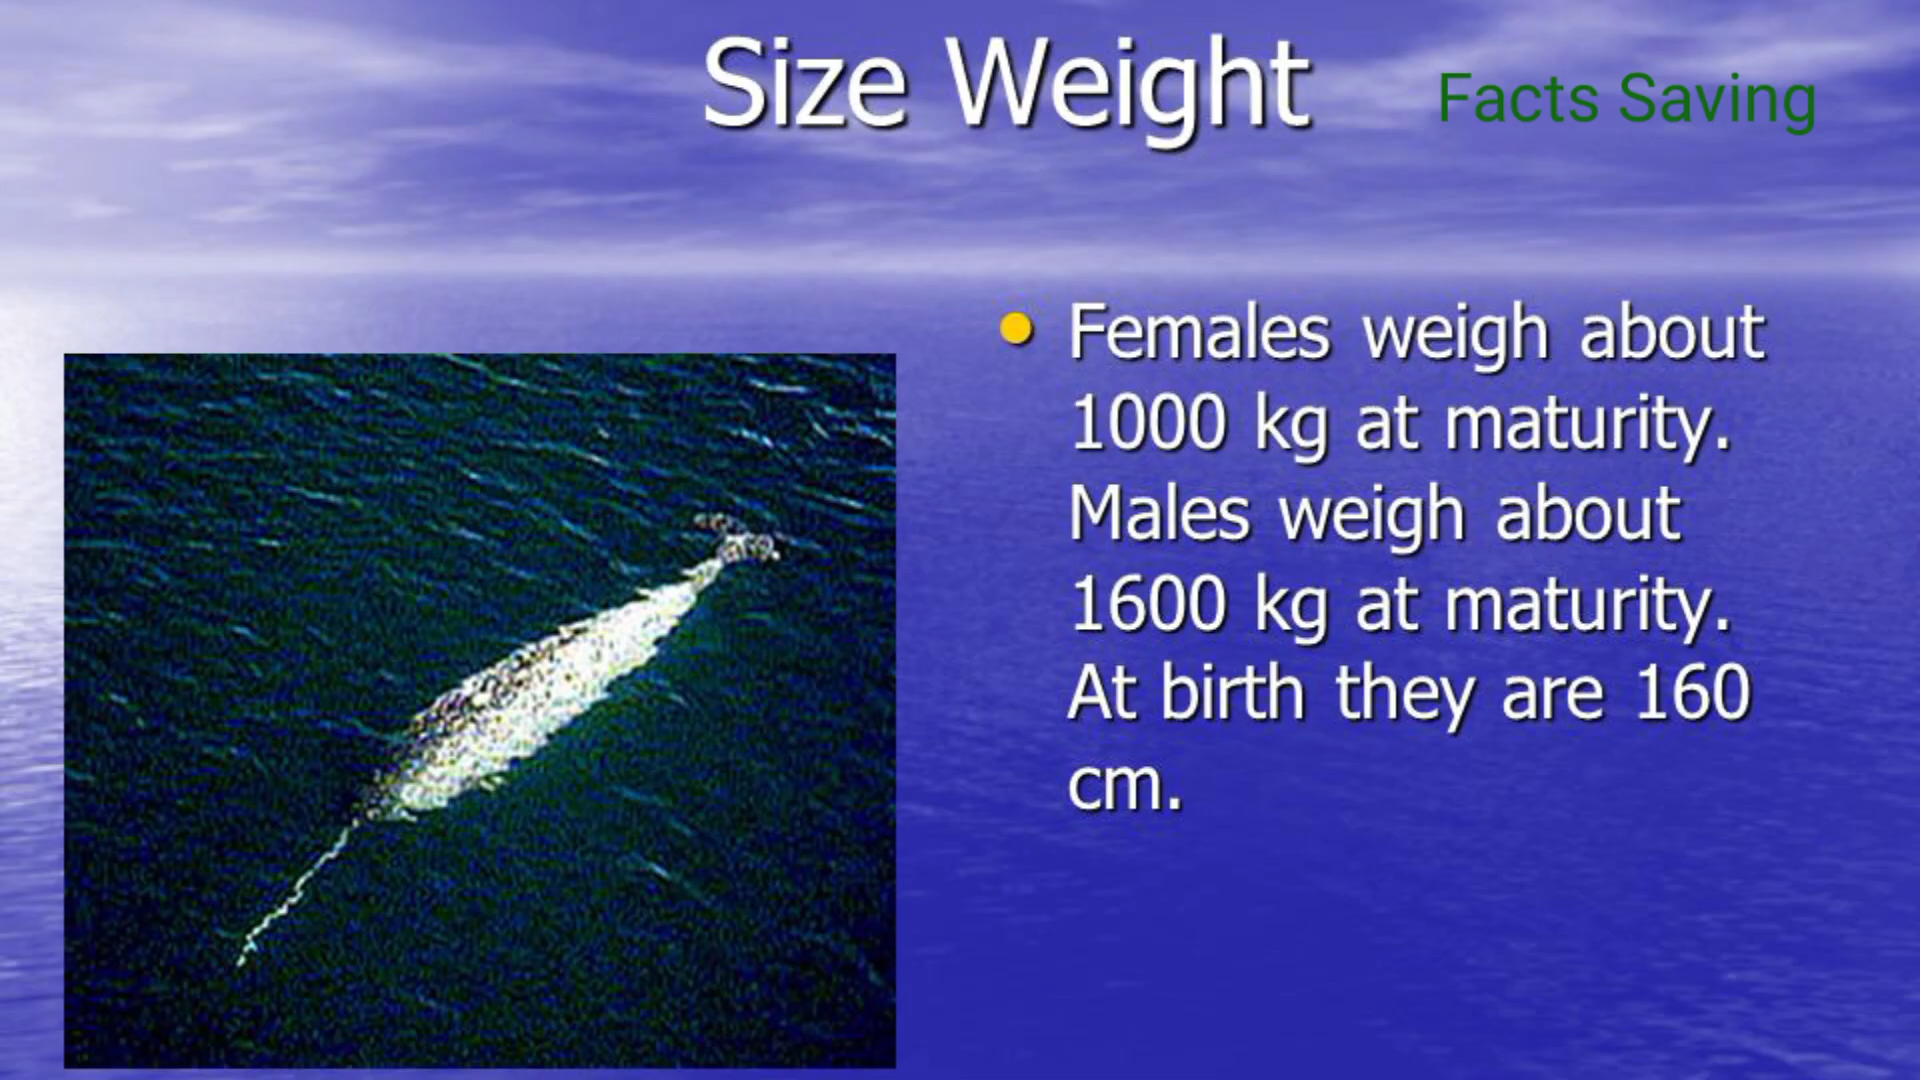 Size Weight
Facts Saving
Females weigh about
1000 kg at maturity.
Males weigh about
1600 kg at maturity.
At birth they are 160
cm.